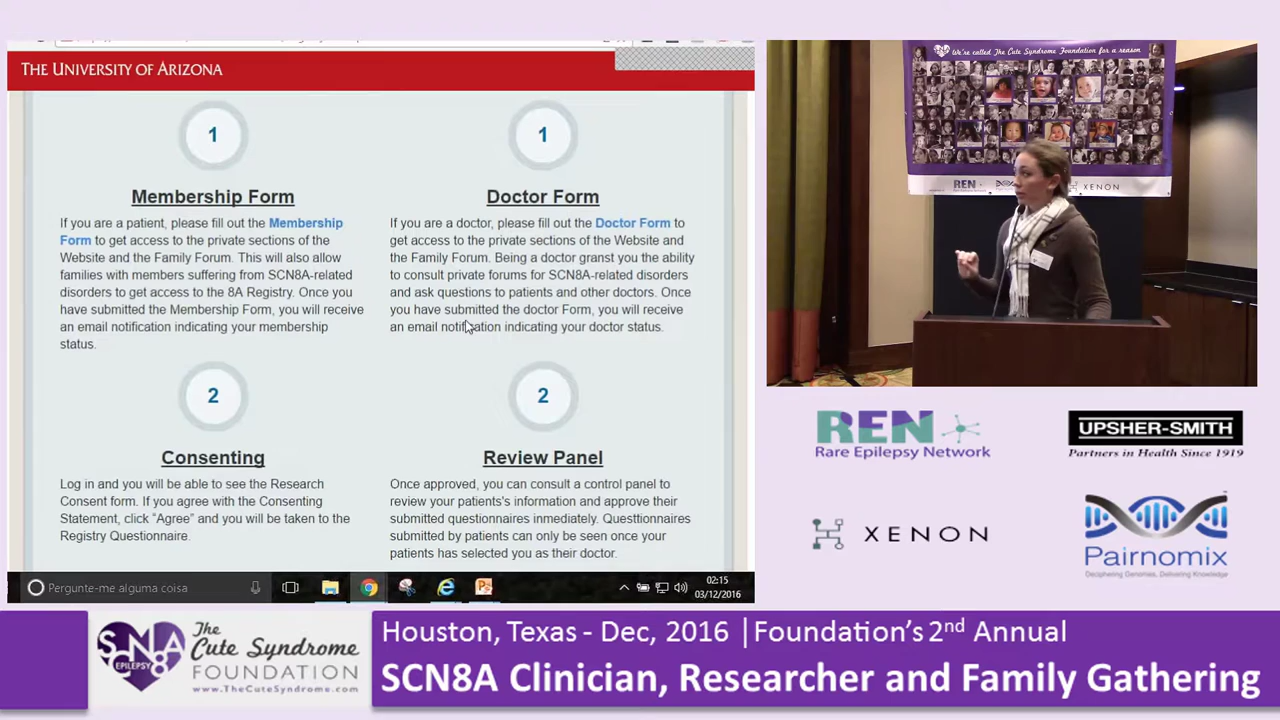 THE UNIVERSITY OF ARIZONA
1
Membership Form
If you are a patient, please fill out the Membership
Form to get access to the private sections of the
Website and the Family Forum. This will also allow
families with members suffering from SCN8A-related
disorders to get access to the 8A Registry. Once you
have submitted the Membership Form, you will receive
an email notification indicating your membership
status.
1
Doctor Form
If you are a doctor, please fill out the Doctor Form to
get access to the private sections of the Website and
the Family Forum. Being a doctor granst you the ability
to consult private forums for SCN8A-related disorders
and ask questions to patients and other doctors. Once
you have submitted the doctor Form, you will receive
an email notification indicating your doctor status.
2
Consenting
Log in and you will be able to see the Research
Consent form. If you agree with the Consenting
Statement, click "Agree" and you will be taken to the
Registry Questionnaire.
2
Review Panel
Once approved, you can consult a control panel to
review your patients's information and approve their
submitted questionnaires inmediately. Questtionnaires
submitted by patients can only be seen once your
patients has selected you as their doctor.
Pergunte-me alguma coisa
02:15
03/12/2016
We're called The Cute Syndrome Foundation for a reason
REN
XENON
REN
Rare Epilepsy Network
UPSHER-SMITH
Partners in Health Since 1919
XENON
Pairnomix
Deciphering Genomes, Delivering Knowledge
SCN8A
EPILEPSY
The
Cute Syndrome
FOUNDATION
www.TheCuteSyndrome.com
Houston, Texas - Dec, 2016 | Foundation's 2nd Annual
SCN8A Clinician, Researcher and Family Gathering